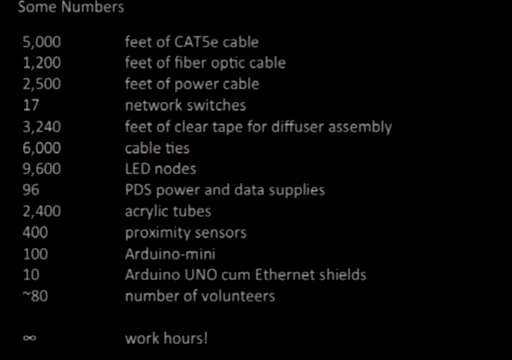 Some Numbers
5,000 feet of CAT5e cable
1,200 feet of fiber optic cable
2,500 feet of power cable
17 network switches
3,240 feet of clear tape for diffuser assembly
6,000 cable ties
9,600 LED nodes
96 PDS power and data supplies
2,400 acrylic tubes
400 proximity sensors
100 Arduino-mini
10 Arduino UNO cum Ethernet shields
~80 number of volunteers
∞ work hours!